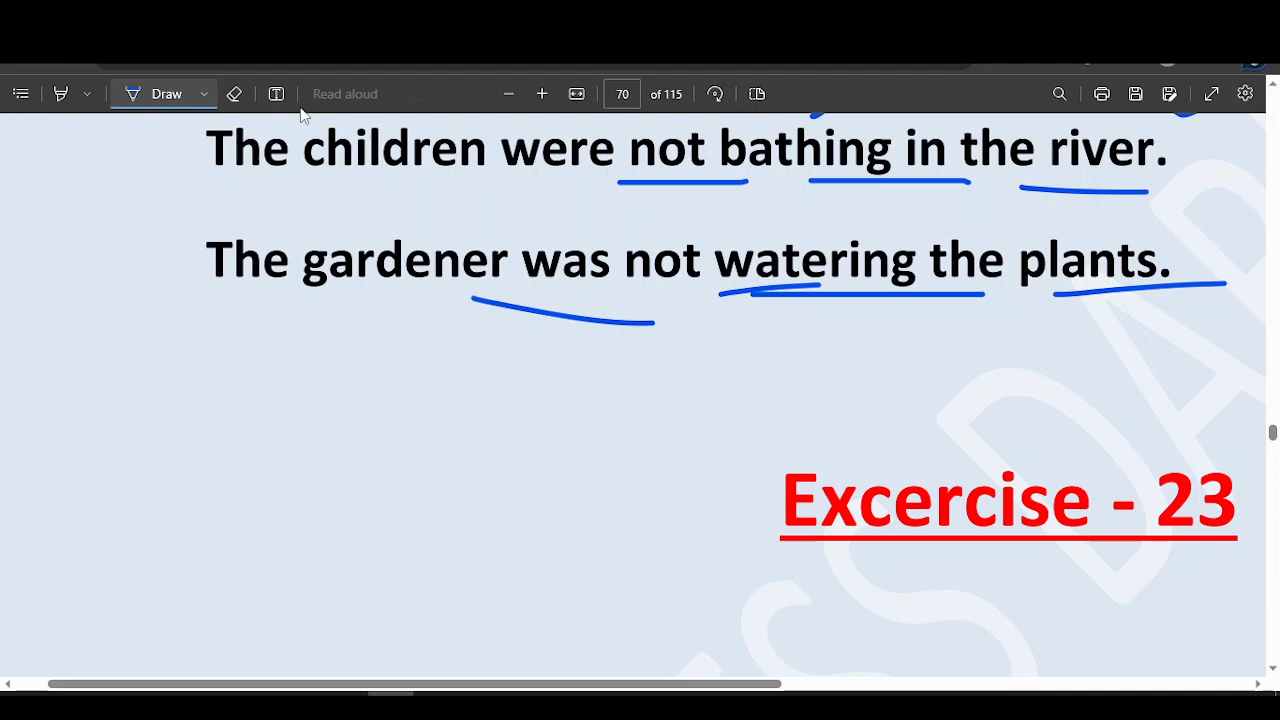 Draw Read aloud 70 of 115
The children were not bathing in the river.
The gardener was not watering the plants.
Excercise - 23